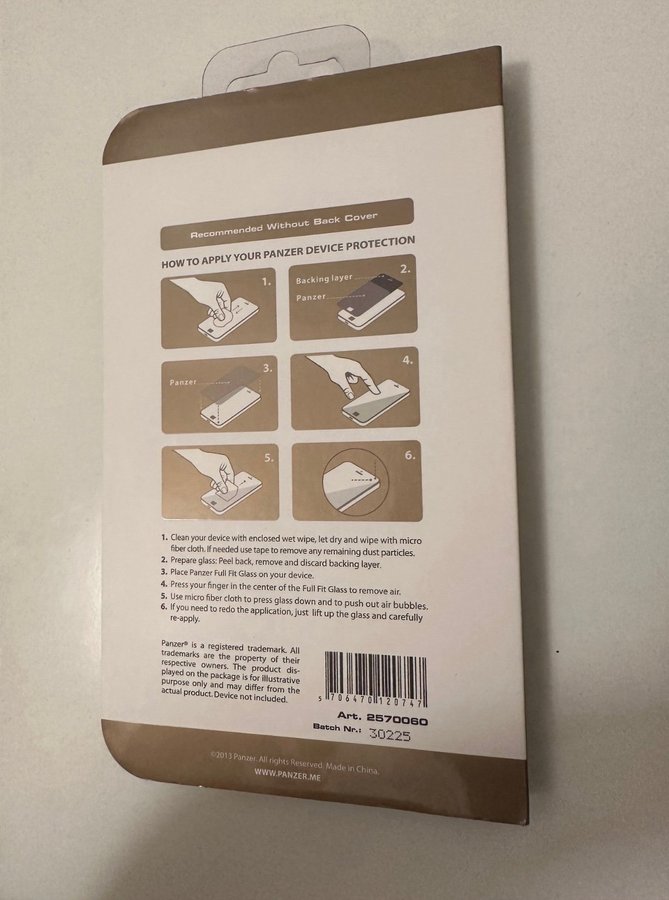 Recommended Without Back Cover
HOW TO APPLY YOUR PANZER DEVICE PROTECTION
1.
2.
Backing layer
Panzer
3.
Panzer
4.
5.
6.
1. Clean your device with enclosed wet wipe, let dry and wipe with micro
fiber cloth. If needed use tape to remove any remaining dust particles.
2. Prepare glass: Peel back, remove and discard backing layer.
3. Place Panzer Full Fit Glass on your device.
4. Press your finger in the center of the Full Fit Glass to remove air.
5. Use micro fiber cloth to press glass down and to push out air bubbles.
6. If you need to redo the application, just lift up the glass and carefully
re-apply.
Panzer® is a registered trademark. All
trademarks are the property of their
respective owners. The product dis-
played on the package is for illustrative
purpose only and may differ from the
actual product. Device not included.
5 706470 120747
Art. 2570060
Batch Nr.: 30225
©2013 Panzer. All rights Reserved. Made in China.
WWW.PANZER.ME